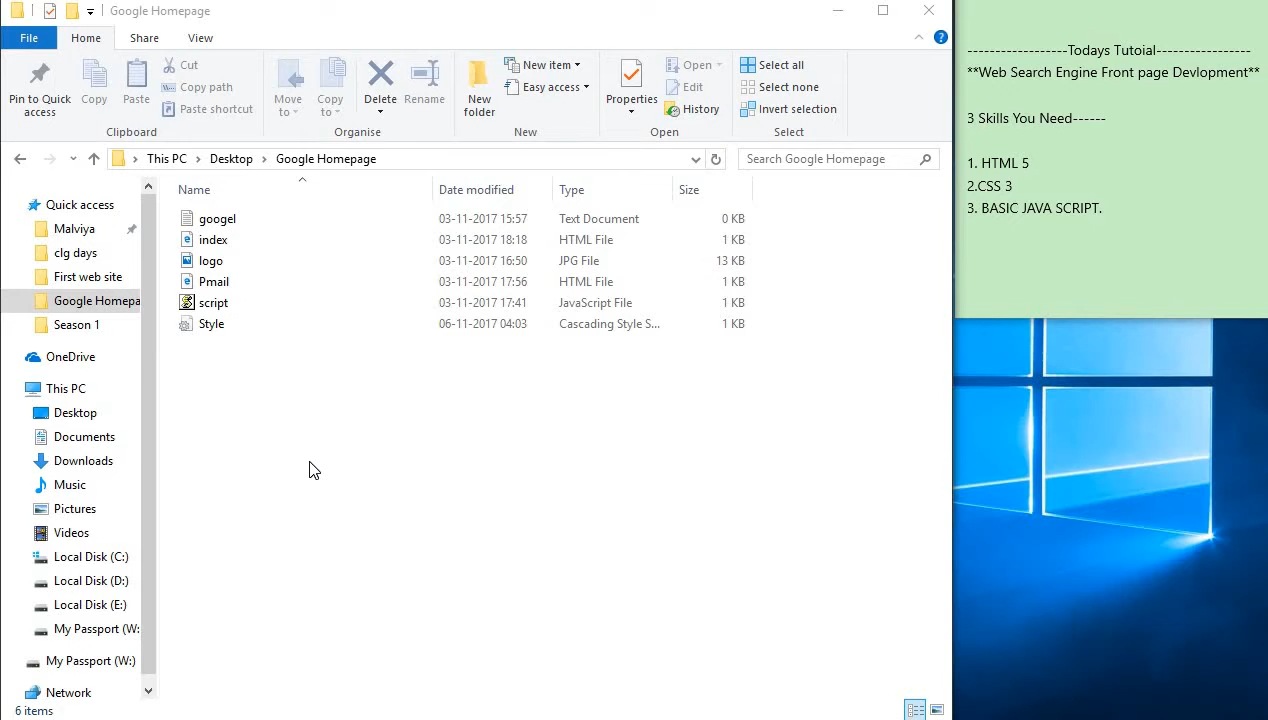 Google Homepage
File
Home
Share
View
Pin to Quick access
Copy
Paste
Cut
Copy path
Paste shortcut
Clipboard
Move to
Copy to
Delete
Rename
Organise
New folder
New item
Easy access
New
Properties
Open
Edit
History
Open
Select all
Select none
Invert selection
Select
This PC
Desktop
Google Homepage
Search Google Homepage
Name
Date modified
Type
Size
googel 03-11-2017 15:57 Text Document 0 KB
index 03-11-2017 18:18 HTML File 1 KB
logo 03-11-2017 16:50 JPG File 13 KB
Pmail 03-11-2017 17:56 HTML File 1 KB
script 03-11-2017 17:41 JavaScript File 1 KB
Style 06-11-2017 04:03 Cascading Style S... 1 KB
Quick access
Malviya
clg days
First web site
Google Homepa
Season 1
OneDrive
This PC
Desktop
Documents
Downloads
Music
Pictures
Videos
Local Disk (C:)
Local Disk (D:)
Local Disk (E:)
My Passport (W:
My Passport (W:)
Network
6 items
------------------Todays Tutoial-----------------
**Web Search Engine Front page Devlopment**
3 Skills You Need------
1. HTML 5
2.CSS 3
3. BASIC JAVA SCRIPT.